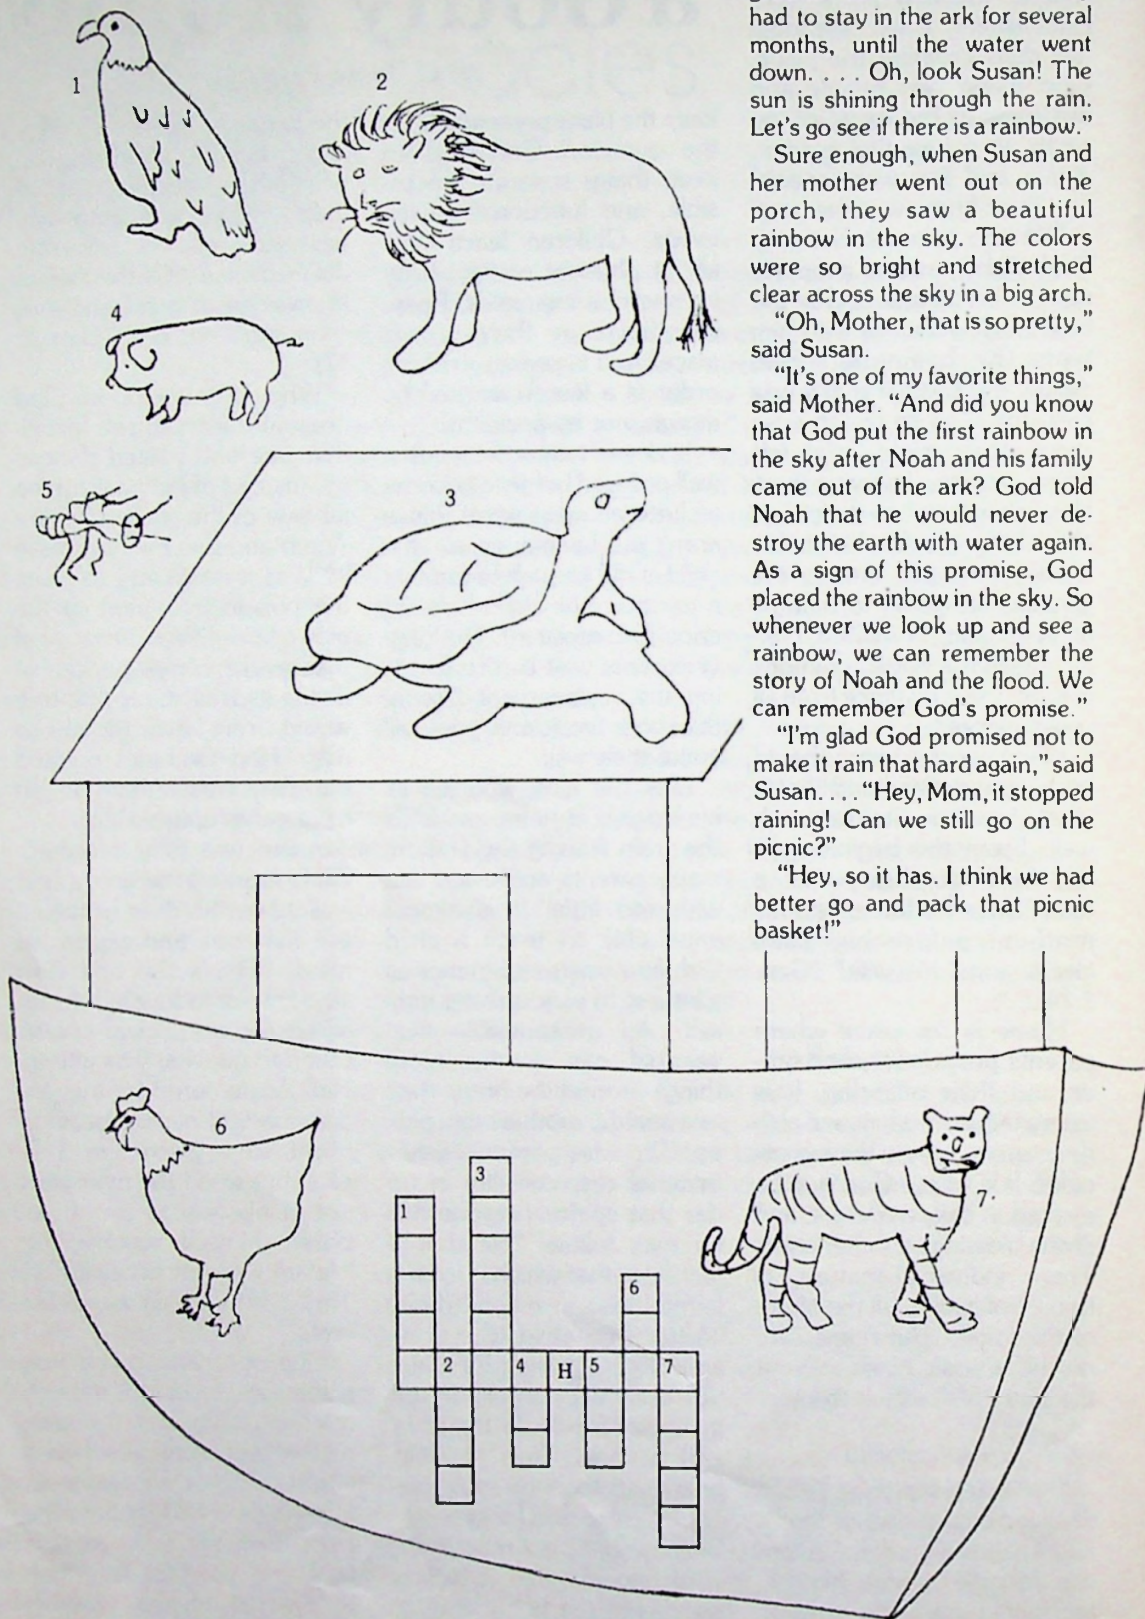 had to stay in the ark for several
months, until the water went
down. . . . Oh, look Susan! The
sun is shining through the rain.
Let's go see if there is a rainbow."
Sure enough, when Susan and
her mother went out on the
porch, they saw a beautiful
rainbow in the sky. The colors
were so bright and stretched
clear across the sky in a big arch.
"Oh, Mother, that is so pretty,"
said Susan.
"It's one of my favorite things,"
said Mother. "And did you know
that God put the first rainbow in
the sky after Noah and his family
came out of the ark? God told
Noah that he would never de-
stroy the earth with water again.
As a sign of this promise, God
placed the rainbow in the sky. So
whenever we look up and see a
rainbow, we can remember the
story of Noah and the flood. We
can remember God's promise."
"I'm glad God promised not to
make it rain that hard again," said
Susan. . . . "Hey, Mom, it stopped
raining! Can we still go on the
picnic?"
"Hey, so it has. I think we had
better go and pack that picnic
basket!"
1
2
4
5
3
6
7.
3
1
6
2 4 H 5 7